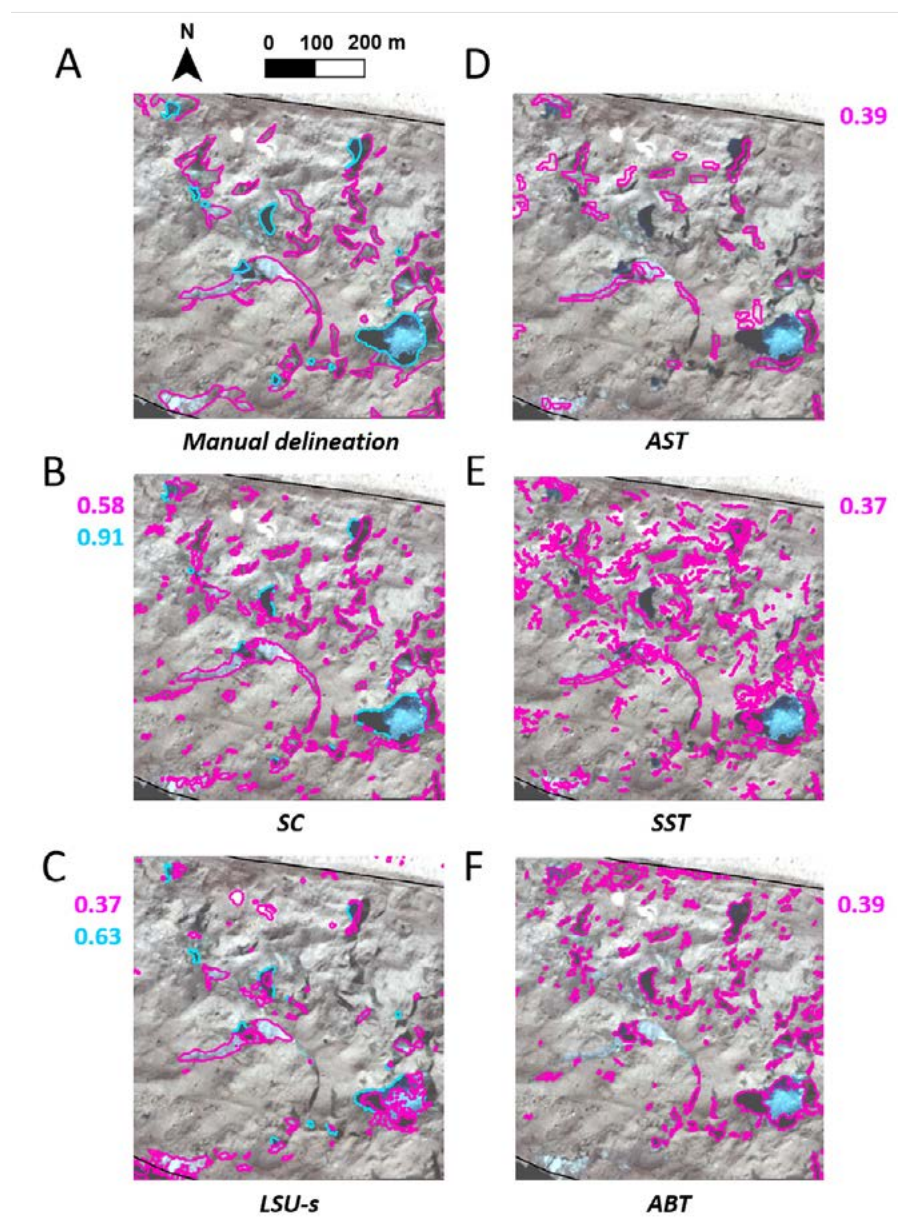 N
0 100 200 m
A
D
0.39
Manual delineation
AST
B
E
0.58
0.91
0.37
SC
SST
C
F
0.37
0.63
0.39
LSU-s
ABT